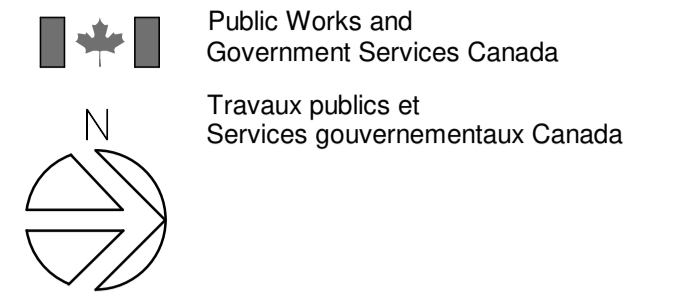 Public Works and
Government Services Canada
Travaux publics et
Services gouvernementaux Canada
N